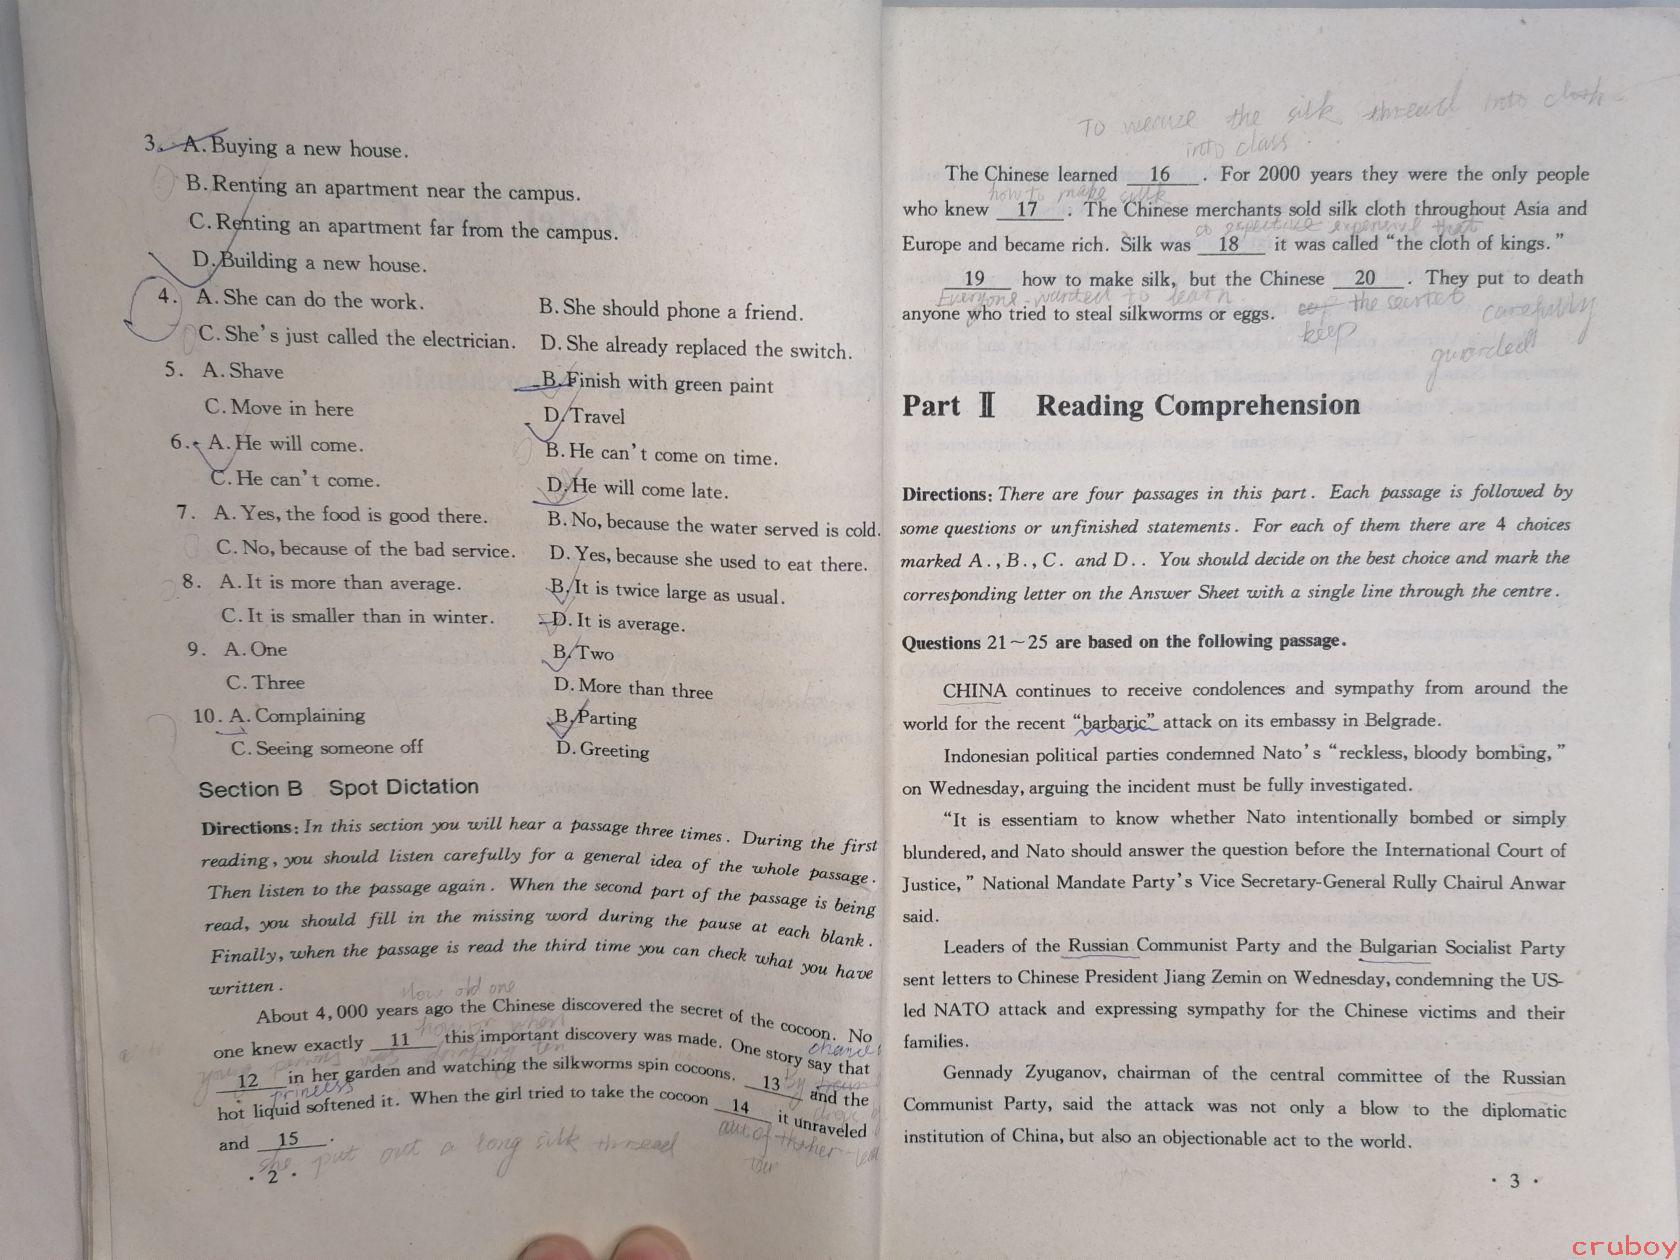 3. A. Buying a new house.
B. Renting an apartment near the campus.
C. Renting an apartment far from the campus.
D. Building a new house.
4. A. She can do the work. B. She should phone a friend.
C. She's just called the electrician. D. She already replaced the switch.
5. A. Shave B. Finish with green paint
C. Move in here D. Travel
6. A. He will come. B. He can't come on time.
C. He can't come. D. He will come late.
7. A. Yes, the food is good there. B. No, because the water served is cold.
C. No, because of the bad service. D. Yes, because she used to eat there.
8. A. It is more than average. B. It is twice large as usual.
C. It is smaller than in winter. D. It is average.
9. A. One B. Two
C. Three D. More than three
10. A. Complaining B. Parting
C. Seeing someone off D. Greeting
Section B Spot Dictation
Directions: In this section you will hear a passage three times. During the first
reading, you should listen carefully for a general idea of the whole passage.
Then listen to the passage again. When the second part of the passage is being
read, you should fill in the missing word during the pause at each blank.
Finally, when the passage is read the third time you can check what you have
written.
old one
About 4,000 years ago the Chinese discovered the secret of the cocoon. No
one knew exactly 11 this important discovery was made. One story say that
12 in her garden and watching the silkworms spin cocoons. 13 and the
princess
hot liquid softened it. When the girl tried to take the cocoon 14 it unraveled
and 15.
she put out a long silk thread
· 2 ·
To the silk thread into cloth
into class
The Chinese learned 16. For 2000 years they were the only people
how to make silk
who knew 17. The Chinese merchants sold silk cloth throughout Asia and
Europe and became rich. Silk was 18 it was called "the cloth of kings."
19 how to make silk, but the Chinese 20. They put to death
Everyone wanted to learn the secret carefully
anyone who tried to steal silkworms or eggs.
keep guarded
Part Ⅱ Reading Comprehension
Directions: There are four passages in this part. Each passage is followed by
some questions or unfinished statements. For each of them there are 4 choices
marked A., B., C. and D.. You should decide on the best choice and mark the
corresponding letter on the Answer Sheet with a single line through the centre.
Questions 21~25 are based on the following passage.
CHINA continues to receive condolences and sympathy from around the
world for the recent "barbaric" attack on its embassy in Belgrade.
Indonesian political parties condemned Nato's "reckless, bloody bombing,"
on Wednesday, arguing the incident must be fully investigated.
"It is essentiam to know whether Nato intentionally bombed or simply
blundered, and Nato should answer the question before the International Court of
Justice," National Mandate Party's Vice Secretary-General Rully Chairul Anwar
said.
Leaders of the Russian Communist Party and the Bulgarian Socialist Party
sent letters to Chinese President Jiang Zemin on Wednesday, condemning the US-
led NATO attack and expressing sympathy for the Chinese victims and their
families.
Gennady Zyuganov, chairman of the central committee of the Russian
Communist Party, said the attack was not only a blow to the diplomatic
institution of China, but also an objectionable act to the world.
· 3 ·
cruboy